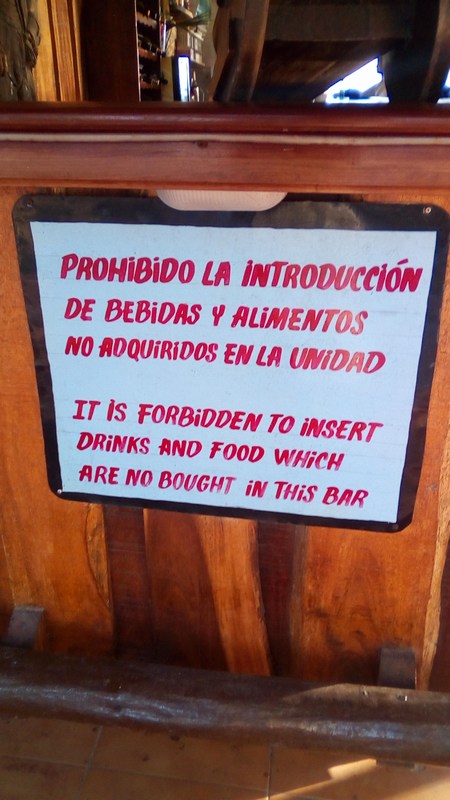 PROHIBIDO LA INTRODUCCIÓN
DE BEBIDAS Y ALIMENTOS
NO ADQUIRIDOS EN LA UNIDAD
IT IS FORBIDDEN TO INSERT
DRINKS AND FOOD WHICH
ARE NO BOUGHT IN THIS BAR